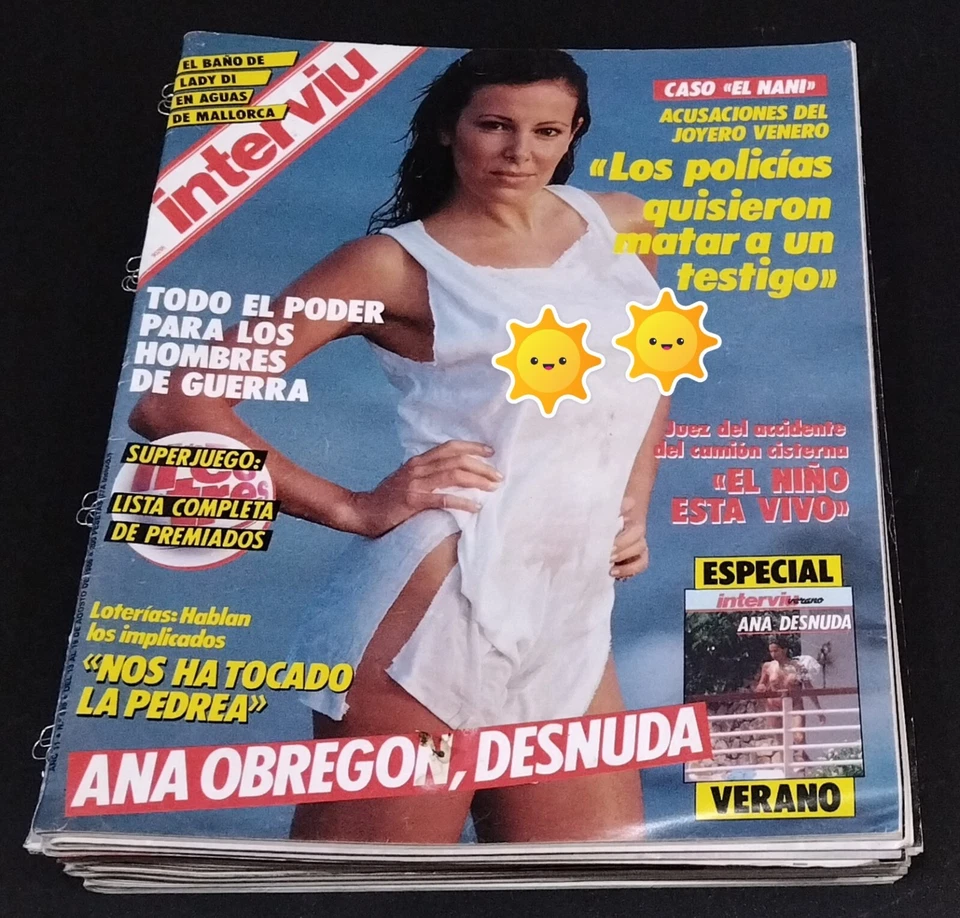 EL BAÑO DE
LADY DI
EN AGUAS
DE MALLORCA
interviu
CASO «EL NANI»
ACUSACIONES DEL
JOYERO VENERO
«Los policías
quisieron
matar a un
testigo»
TODO EL PODER
PARA LOS
HOMBRES
DE GUERRA
SUPERJUEGO:
LISTA COMPLETA
DE PREMIADOS
Juez del accidente
del camión cisterna
«EL NIÑO
ESTA VIVO»
Loterías: Hablan
los implicados
«NOS HA TOCADO
LA PEDREA»
ESPECIAL
interviu verano
ANA DESNUDA
VERANO
ANA OBREGON, DESNUDA